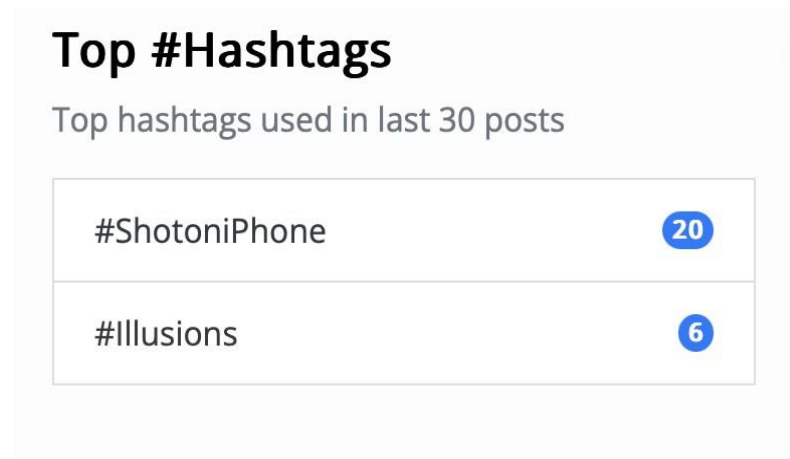 Top #Hashtags
Top hashtags used in last 30 posts
#ShotoniPhone 20
#Illusions 6